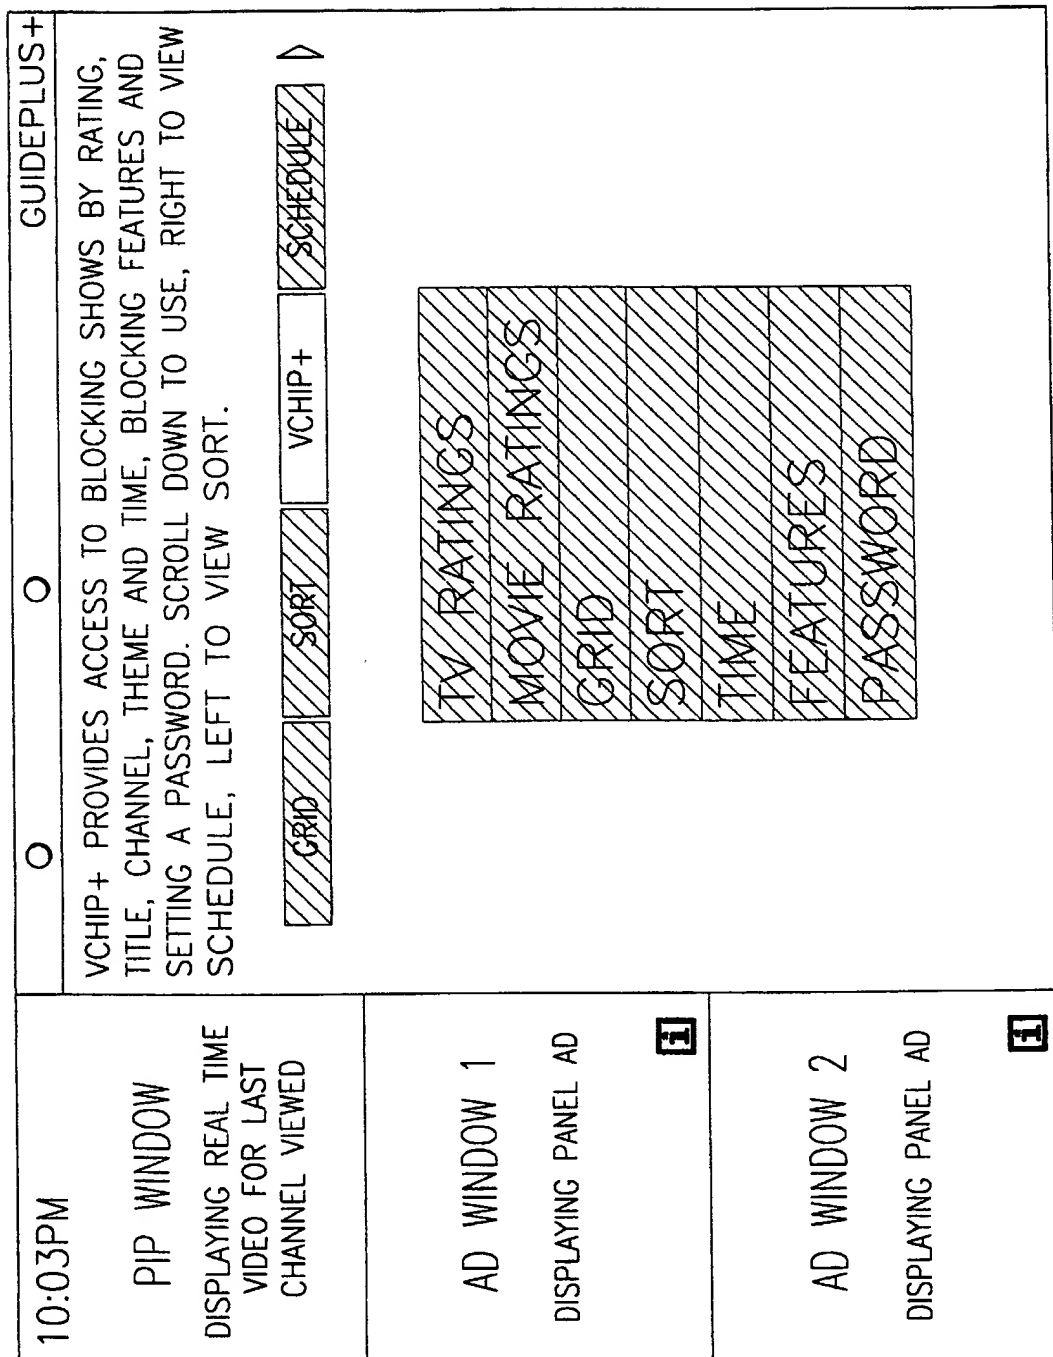 10:03PM
GUIDEPLUS+
PIP WINDOW
DISPLAYING REAL TIME
VIDEO FOR LAST
CHANNEL VIEWED
AD WINDOW 1
DISPLAYING PANEL AD
i
AD WINDOW 2
DISPLAYING PANEL AD
i
VCHIP+ PROVIDES ACCESS TO BLOCKING SHOWS BY RATING,
TITLE, CHANNEL, THEME AND TIME, BLOCKING FEATURES AND
SETTING A PASSWORD. SCROLL DOWN TO USE, RIGHT TO VIEW
SCHEDULE, LEFT TO VIEW SORT.
GRID SORT VCHIP+ SCHEDULE
TV RATINGS
MOVIE RATINGS
GRID
SORT
TIME
FEATURES
PASSWORD